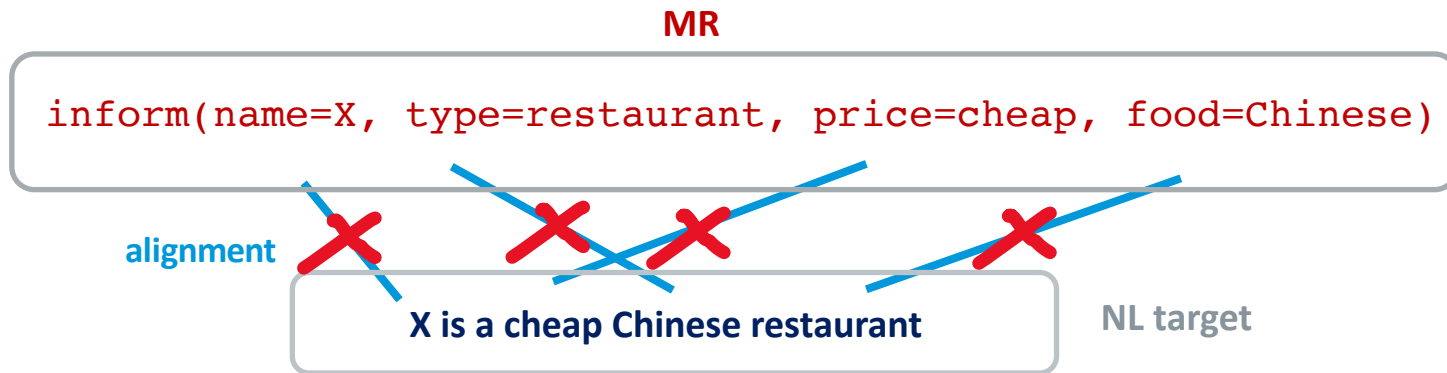 MR
inform(name=X, type=restaurant, price=cheap, food=Chinese)
alignment
X is a cheap Chinese restaurant
NL target